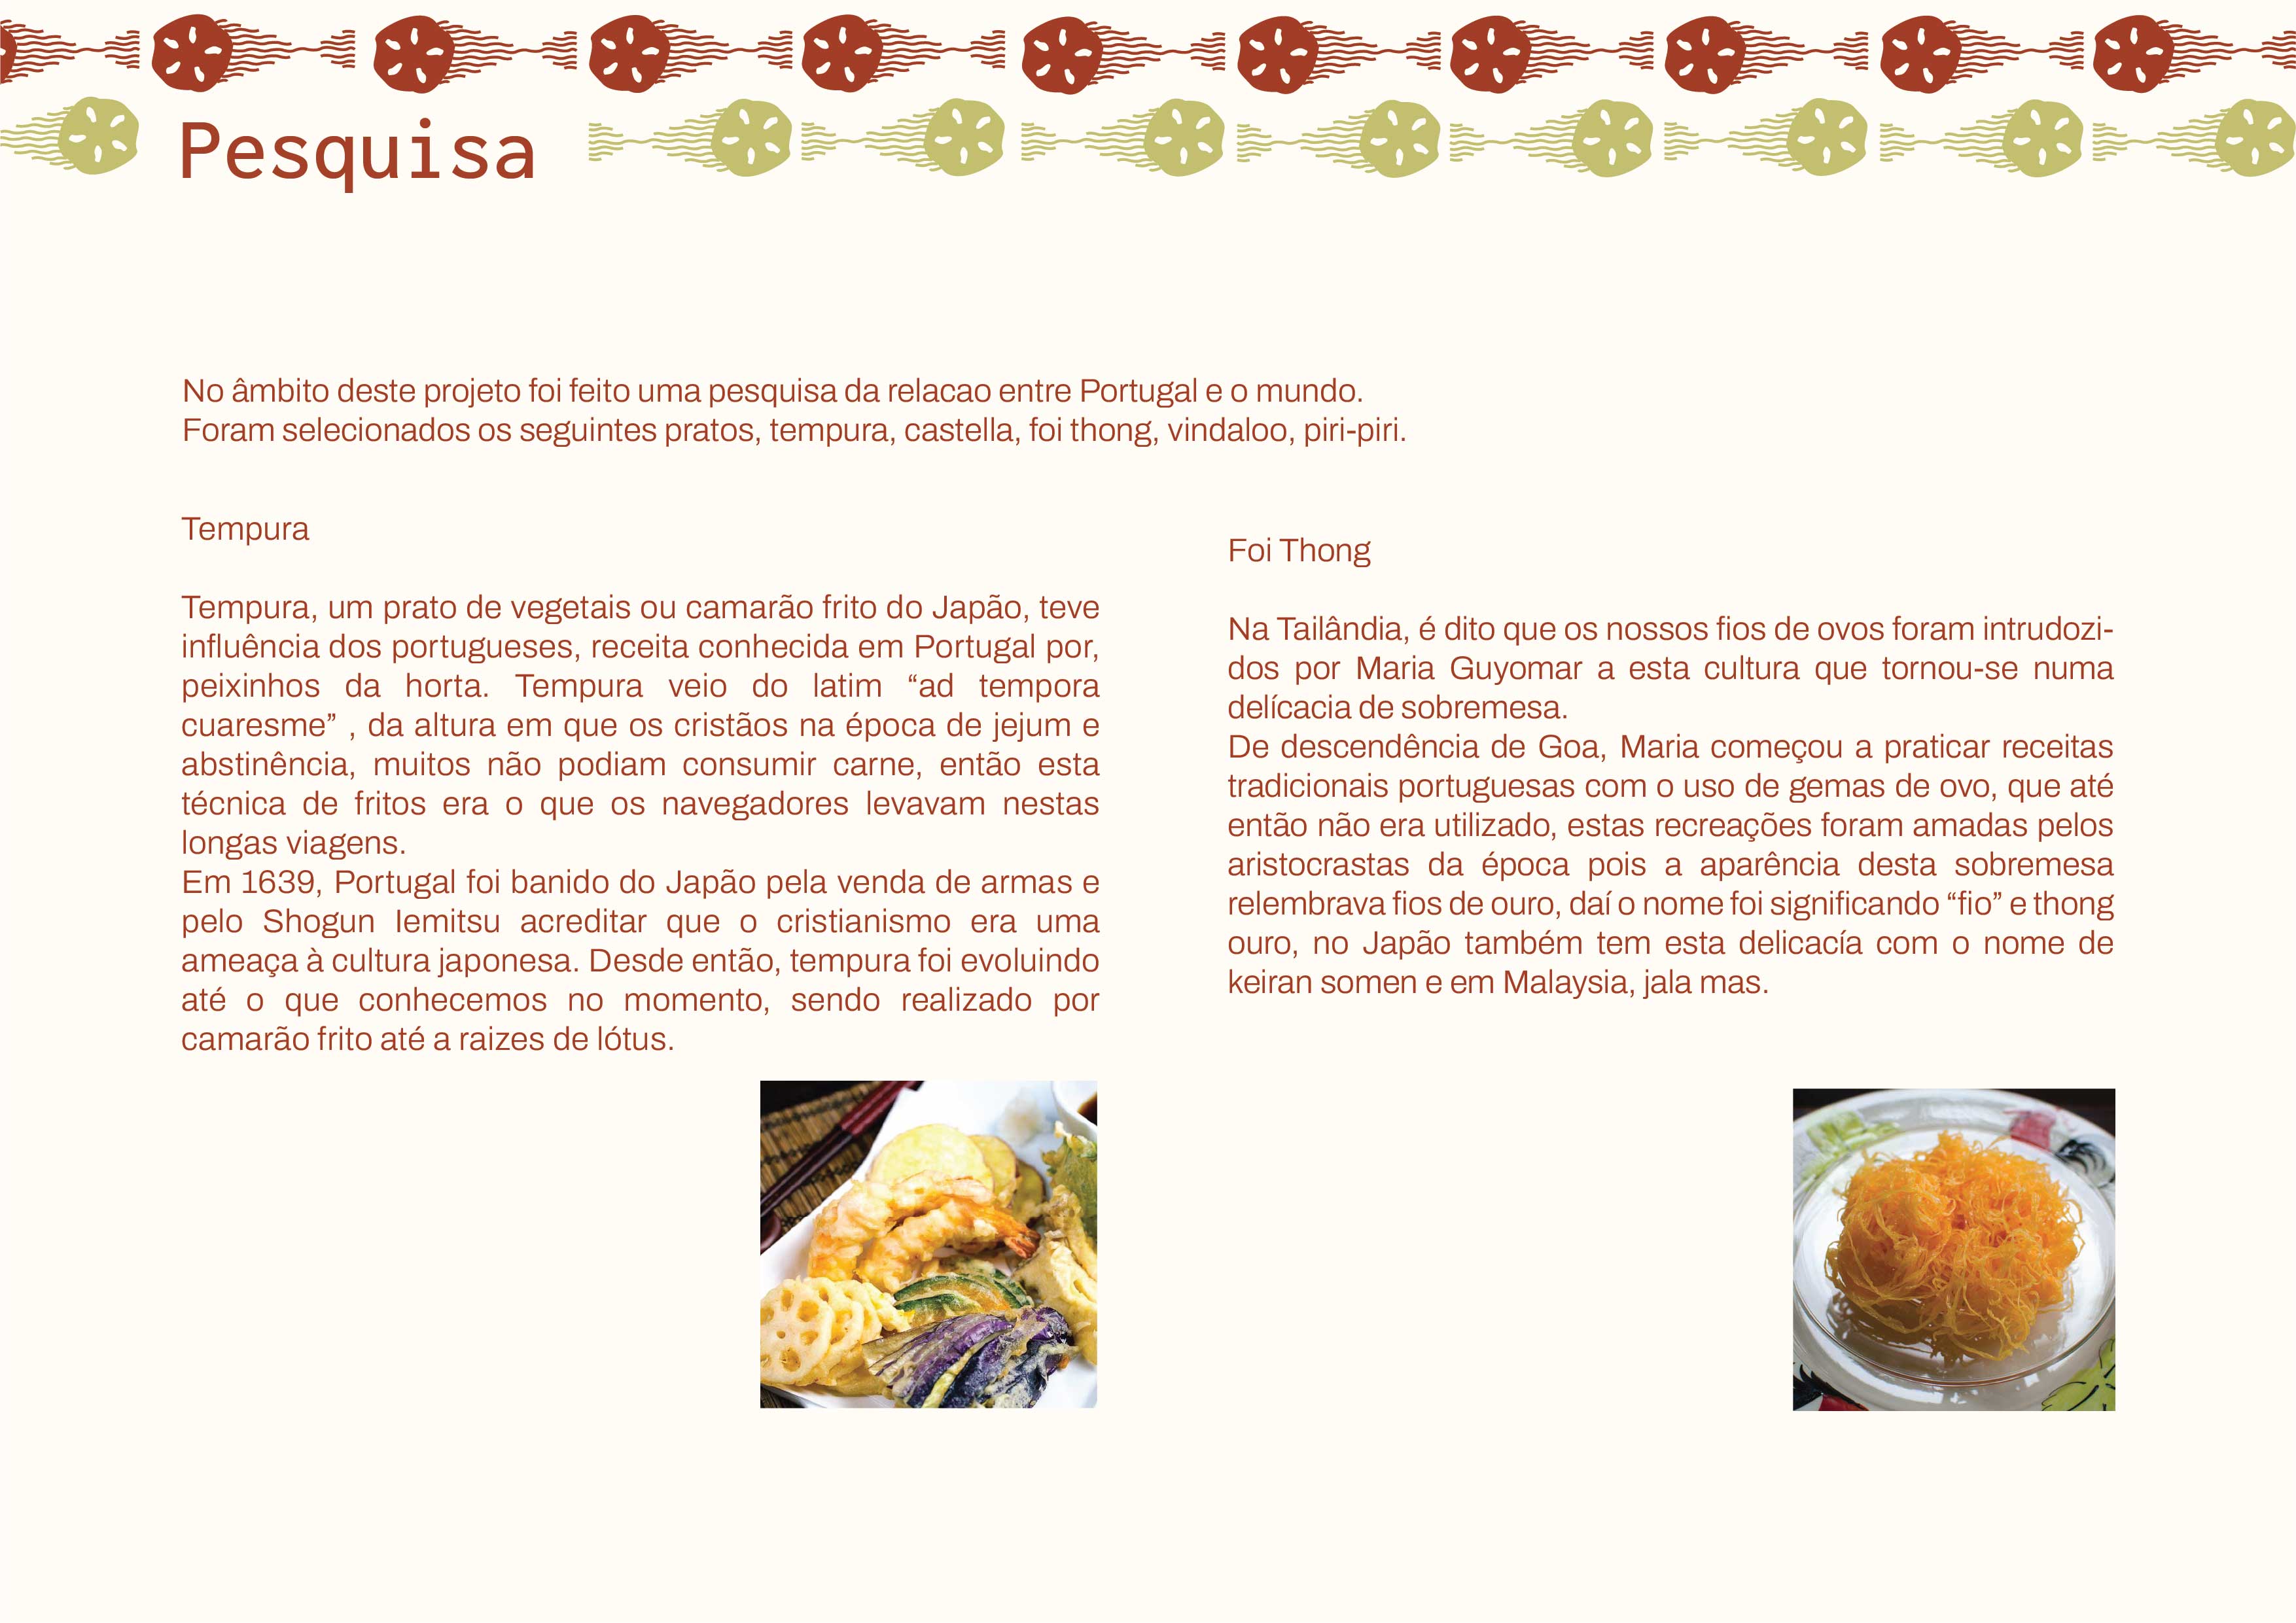 Pesquisa
No âmbito deste projeto foi feito uma pesquisa da relacao entre Portugal e o mundo.
Foram selecionados os seguintes pratos, tempura, castella, foi thong, vindaloo, piri-piri.
Tempura
Tempura, um prato de vegetais ou camarão frito do Japão, teve
influência dos portugueses, receita conhecida em Portugal por,
peixinhos da horta. Tempura veio do latim “ad tempora
cuaresme” , da altura em que os cristãos na época de jejum e
abstinência, muitos não podiam consumir carne, então esta
técnica de fritos era o que os navegadores levavam nestas
longas viagens.
Em 1639, Portugal foi banido do Japão pela venda de armas e
pelo Shogun Iemitsu acreditar que o cristianismo era uma
ameaça à cultura japonesa. Desde então, tempura foi evoluindo
até o que conhecemos no momento, sendo realizado por
camarão frito até a raizes de lótus.
Foi Thong
Na Tailândia, é dito que os nossos fios de ovos foram intrudozi-
dos por Maria Guyomar a esta cultura que tornou-se numa
delícacia de sobremesa.
De descendência de Goa, Maria começou a praticar receitas
tradicionais portuguesas com o uso de gemas de ovo, que até
então não era utilizado, estas recreações foram amadas pelos
aristocrastas da época pois a aparência desta sobremesa
relembrava fios de ouro, daí o nome foi significando “fio” e thong
ouro, no Japão também tem esta delicacía com o nome de
keiran somen e em Malaysia, jala mas.